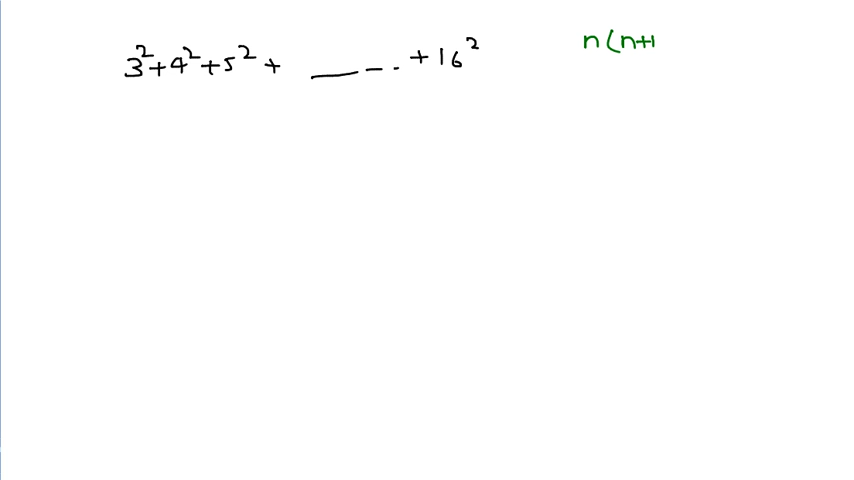 3²+4²+5²+ ___ - . +16²
n(n+1